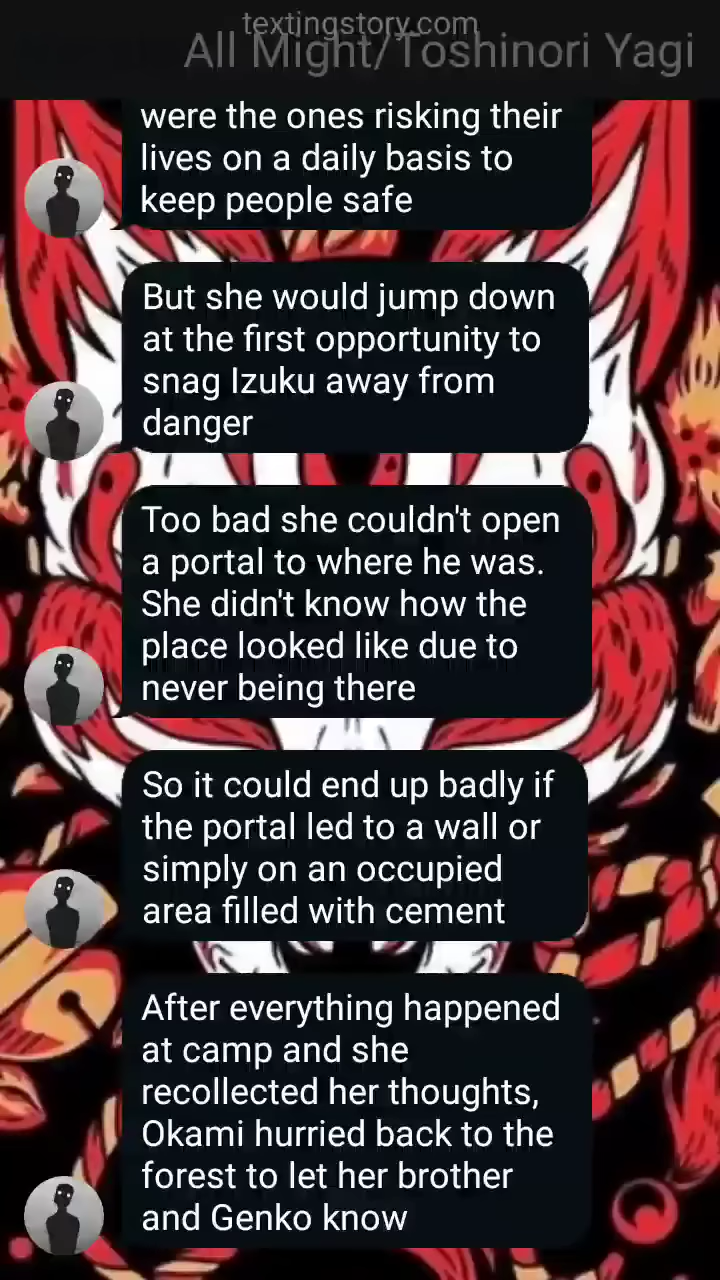 textingstory.com
All Might/Toshinori Yagi
were the ones risking their
lives on a daily basis to
keep people safe
But she would jump down
at the first opportunity to
snag Izuku away from
danger
Too bad she couldn't open
a portal to where he was.
She didn't know how the
place looked like due to
never being there
So it could end up badly if
the portal led to a wall or
simply on an occupied
area filled with cement
After everything happened
at camp and she
recollected her thoughts,
Okami hurried back to the
forest to let her brother
and Genko know